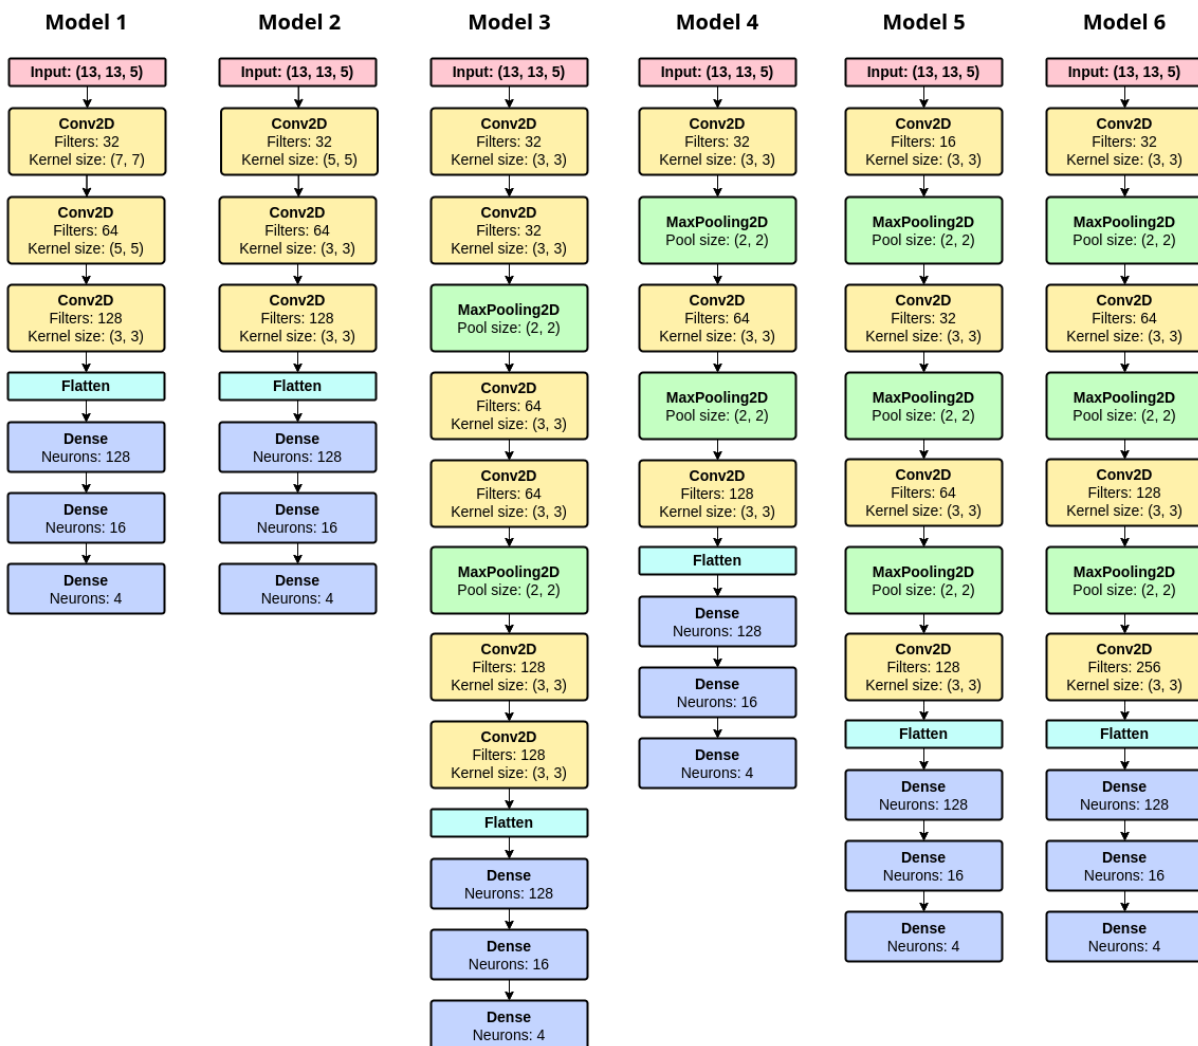 Model 1
Input: (13, 13, 5)
Conv2D
Filters: 32
Kernel size: (7, 7)
Conv2D
Filters: 64
Kernel size: (5, 5)
Conv2D
Filters: 128
Kernel size: (3, 3)
Flatten
Dense
Neurons: 128
Dense
Neurons: 16
Dense
Neurons: 4
Model 2
Input: (13, 13, 5)
Conv2D
Filters: 32
Kernel size: (5, 5)
Conv2D
Filters: 64
Kernel size: (3, 3)
Conv2D
Filters: 128
Kernel size: (3, 3)
Flatten
Dense
Neurons: 128
Dense
Neurons: 16
Dense
Neurons: 4
Model 3
Input: (13, 13, 5)
Conv2D
Filters: 32
Kernel size: (3, 3)
Conv2D
Filters: 32
Kernel size: (3, 3)
MaxPooling2D
Pool size: (2, 2)
Conv2D
Filters: 64
Kernel size: (3, 3)
Conv2D
Filters: 64
Kernel size: (3, 3)
MaxPooling2D
Pool size: (2, 2)
Conv2D
Filters: 128
Kernel size: (3, 3)
Conv2D
Filters: 128
Kernel size: (3, 3)
Flatten
Dense
Neurons: 128
Dense
Neurons: 16
Dense
Neurons: 4
Model 4
Input: (13, 13, 5)
Conv2D
Filters: 32
Kernel size: (3, 3)
MaxPooling2D
Pool size: (2, 2)
Conv2D
Filters: 64
Kernel size: (3, 3)
MaxPooling2D
Pool size: (2, 2)
Conv2D
Filters: 128
Kernel size: (3, 3)
Flatten
Dense
Neurons: 128
Dense
Neurons: 16
Dense
Neurons: 4
Model 5
Input: (13, 13, 5)
Conv2D
Filters: 16
Kernel size: (3, 3)
MaxPooling2D
Pool size: (2, 2)
Conv2D
Filters: 32
Kernel size: (3, 3)
MaxPooling2D
Pool size: (2, 2)
Conv2D
Filters: 64
Kernel size: (3, 3)
MaxPooling2D
Pool size: (2, 2)
Conv2D
Filters: 128
Kernel size: (3, 3)
Flatten
Dense
Neurons: 128
Dense
Neurons: 16
Dense
Neurons: 4
Model 6
Input: (13, 13, 5)
Conv2D
Filters: 32
Kernel size: (3, 3)
MaxPooling2D
Pool size: (2, 2)
Conv2D
Filters: 64
Kernel size: (3, 3)
MaxPooling2D
Pool size: (2, 2)
Conv2D
Filters: 128
Kernel size: (3, 3)
MaxPooling2D
Pool size: (2, 2)
Conv2D
Filters: 256
Kernel size: (3, 3)
Flatten
Dense
Neurons: 128
Dense
Neurons: 16
Dense
Neurons: 4